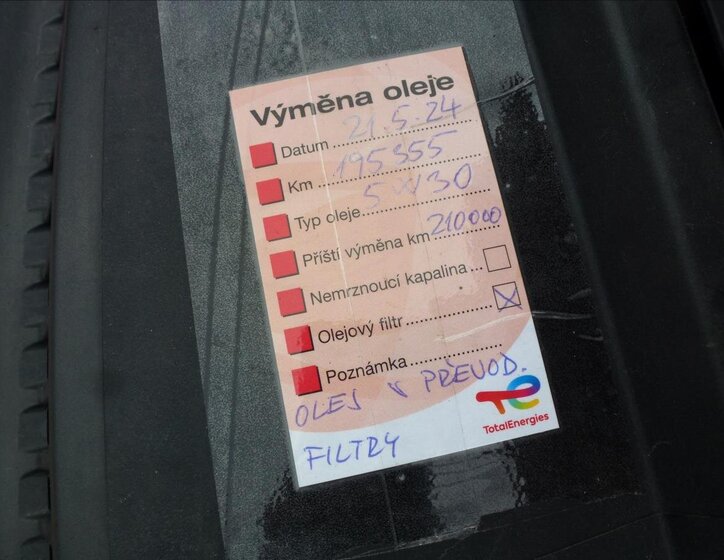 Výměna oleje
Datum 21.5.24
Km 195355
Typ oleje 5W30
Příští výměna km 210000
Nemrznoucí kapalina
Olejový filtr
Poznámka
OLEJ v PŘEVOD.
FILTRY
TotalEnergies